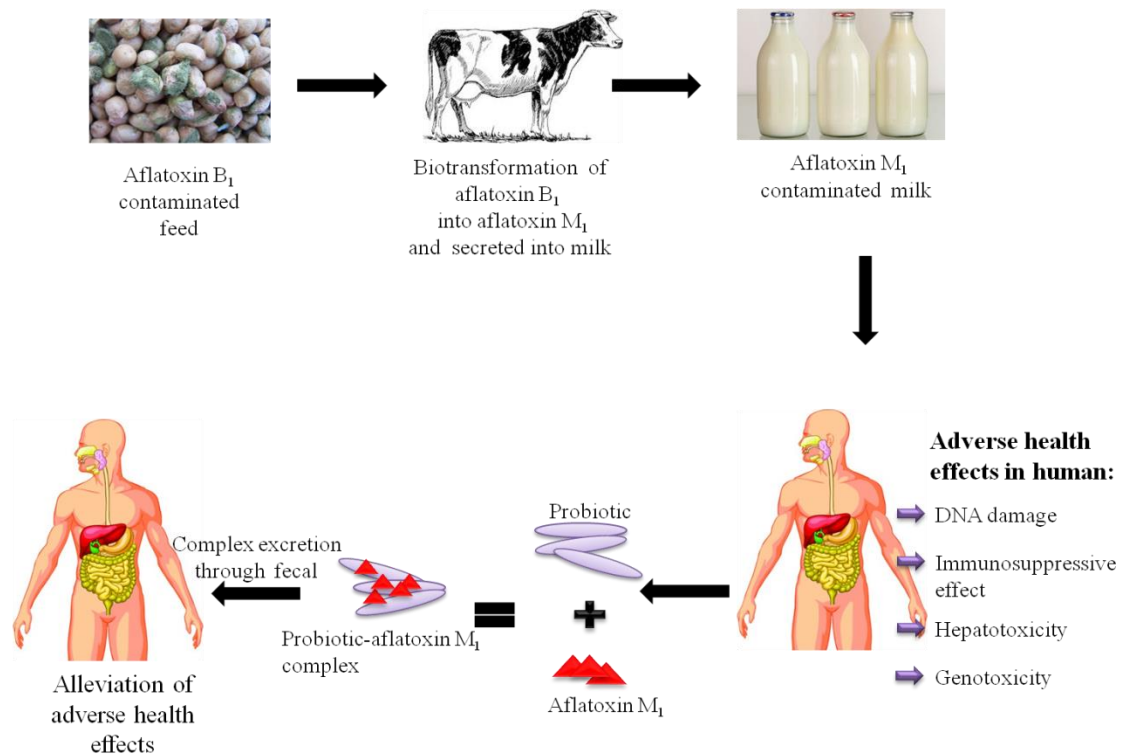 Aflatoxin B₁
contaminated
feed
Biotransformation of
aflatoxin B₁
into aflatoxin M₁
and secreted into milk
Aflatoxin M₁
contaminated milk
Adverse health
effects in human:
DNA damage
Immunosuppressive
effect
Hepatotoxicity
Genotoxicity
Probiotic
+
Aflatoxin M₁
=
Probiotic-aflatoxin M₁
complex
Complex excretion
through fecal
Alleviation of
adverse health
effects